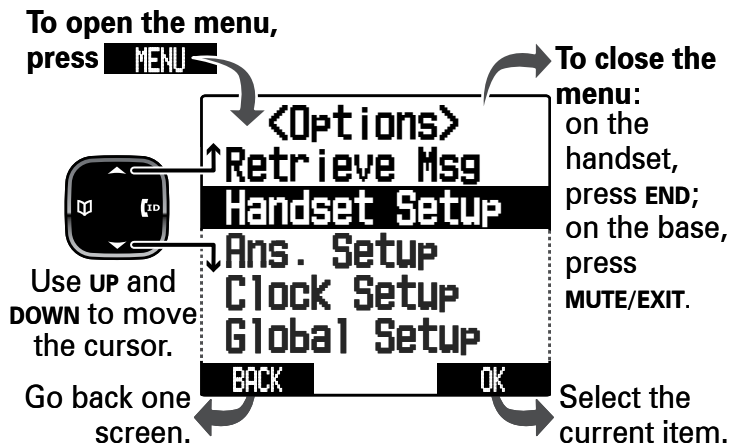 To open the menu,
press MENU
To close the
menu:
on the
handset,
press END;
on the base,
press
MUTE/EXIT.
<Options>
Retrieve Msg
Handset Setup
Ans. Setup
Clock Setup
Global Setup
BACK OK
ID
Use UP and
DOWN to move
the cursor.
Go back one
screen.
Select the
current item.